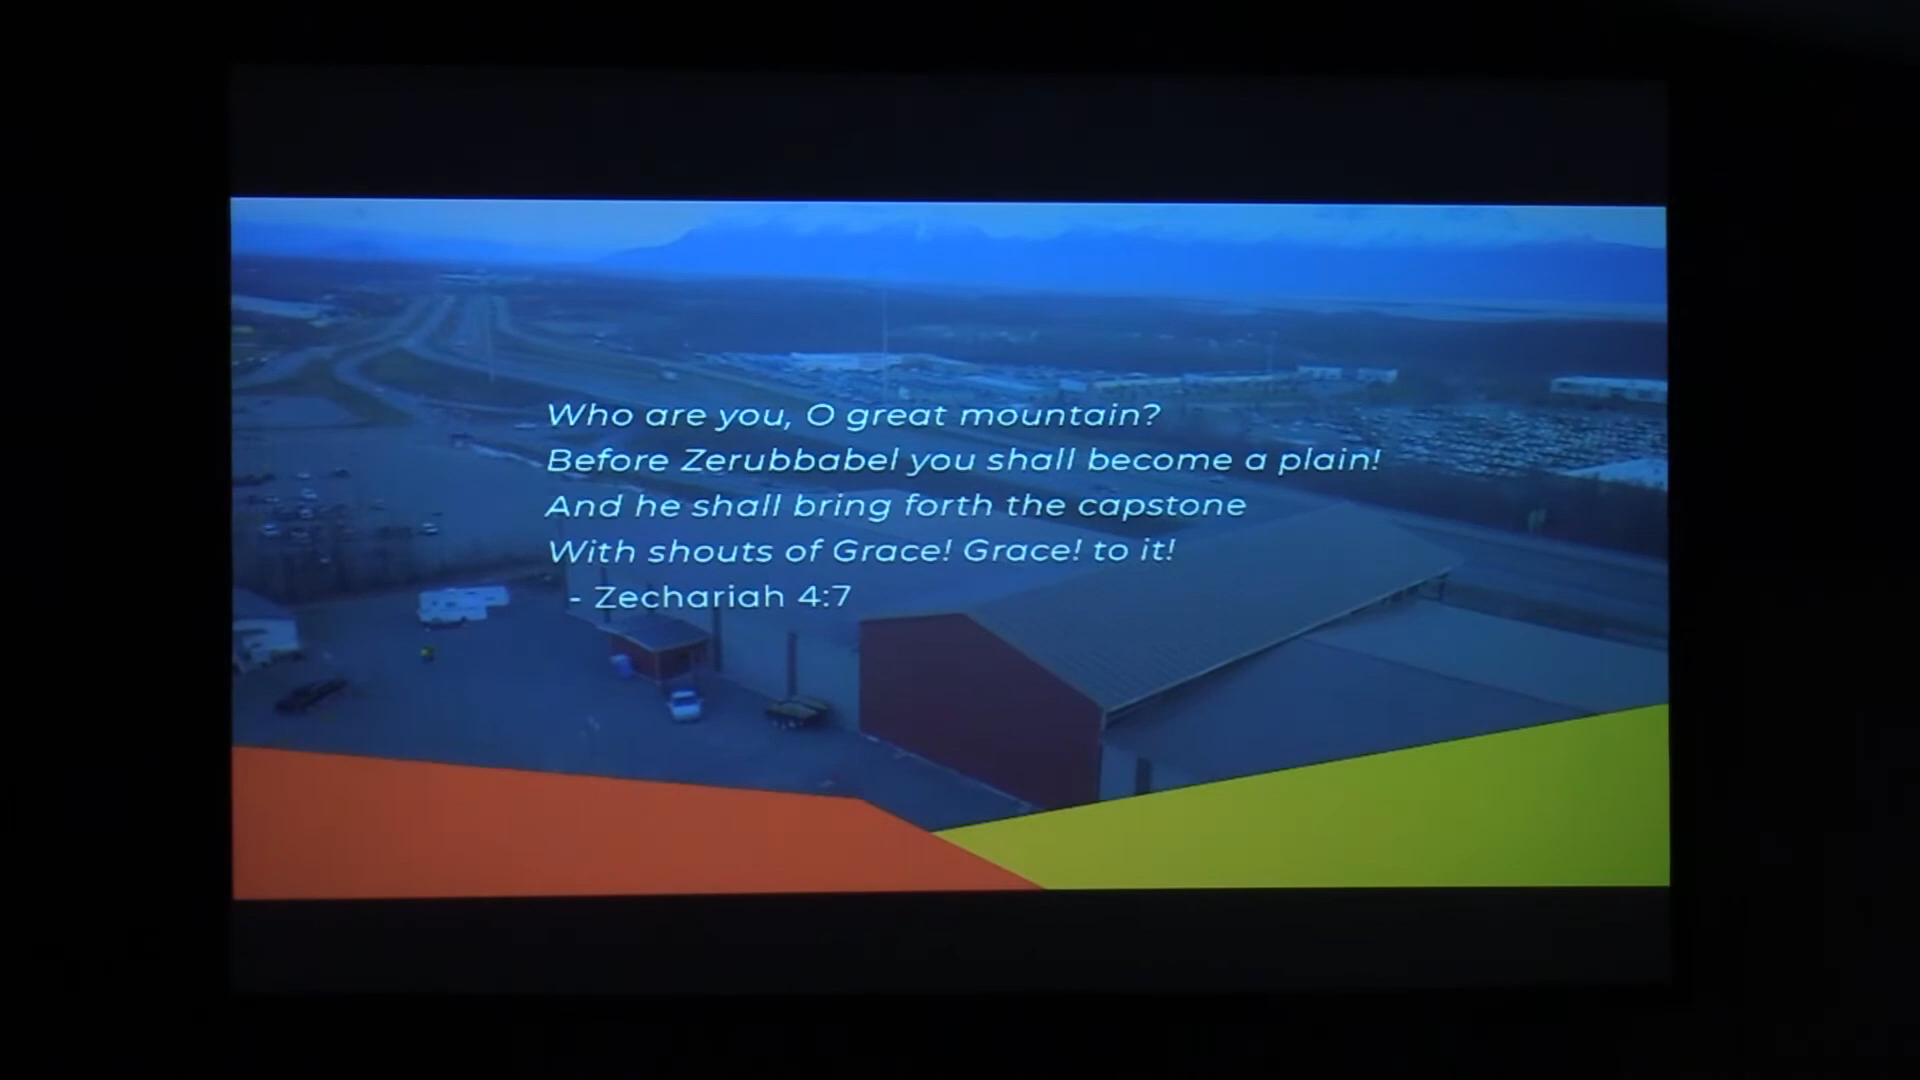 Who are you, O great mountain?
Before Zerubbabel you shall become a plain!
And he shall bring forth the capstone
With shouts of Grace! Grace! to it!
- Zechariah 4:7